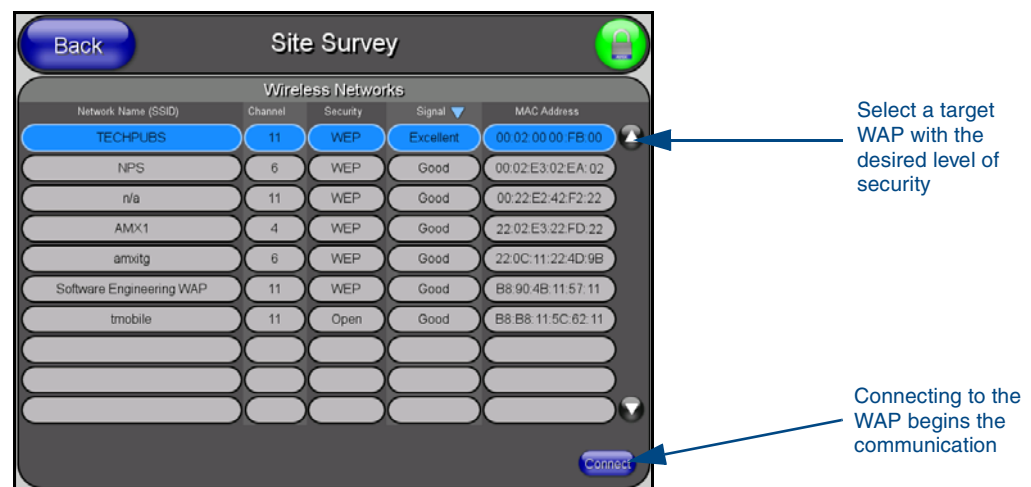 Back
Site Survey
Wireless Networks
Network Name (SSID) Channel Security Signal MAC Address
TECHPUBS 11 WEP Excellent 00:02:00:00:FB:00
NPS 6 WEP Good 00:02:E3:02:EA:02
n/a 11 WEP Good 00:22:E2:42:F2:22
AMX1 4 WEP Good 22:02:E3:22:FD:22
amxitg 6 WEP Good 22:0C:11:22:4D:9B
Software Engineering WAP 11 WEP Good B8:90:4B:11:57:11
tmobile 11 Open Good B8:B8:11:5C:62:11
Connect
Select a target
WAP with the
desired level of
security
Connecting to the
WAP begins the
communication